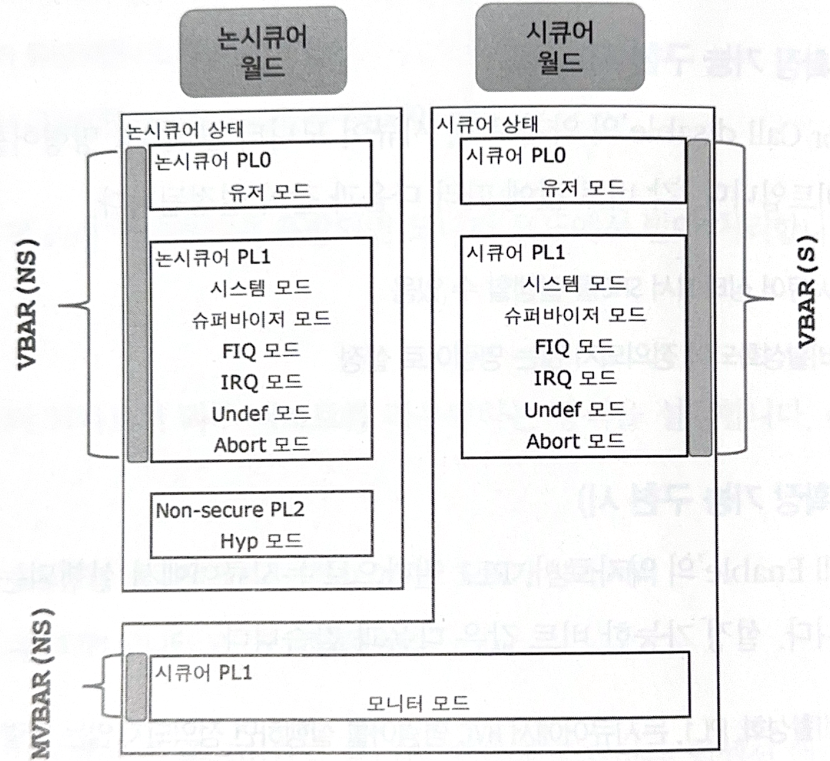 논시큐어
월드
시큐어
월드
논시큐어 상태
논시큐어 PL0
유저 모드
논시큐어 PL1
시스템 모드
슈퍼바이저 모드
FIQ 모드
IRQ 모드
Undef 모드
Abort 모드
Non-secure PL2
Hyp 모드
VBAR(NS)
시큐어 상태
시큐어 PL0
유저 모드
시큐어 PL1
시스템 모드
슈퍼바이저 모드
FIQ 모드
IRQ 모드
Undef 모드
Abort 모드
VBAR(S)
시큐어 PL1
모니터 모드
MVBAR(NS)